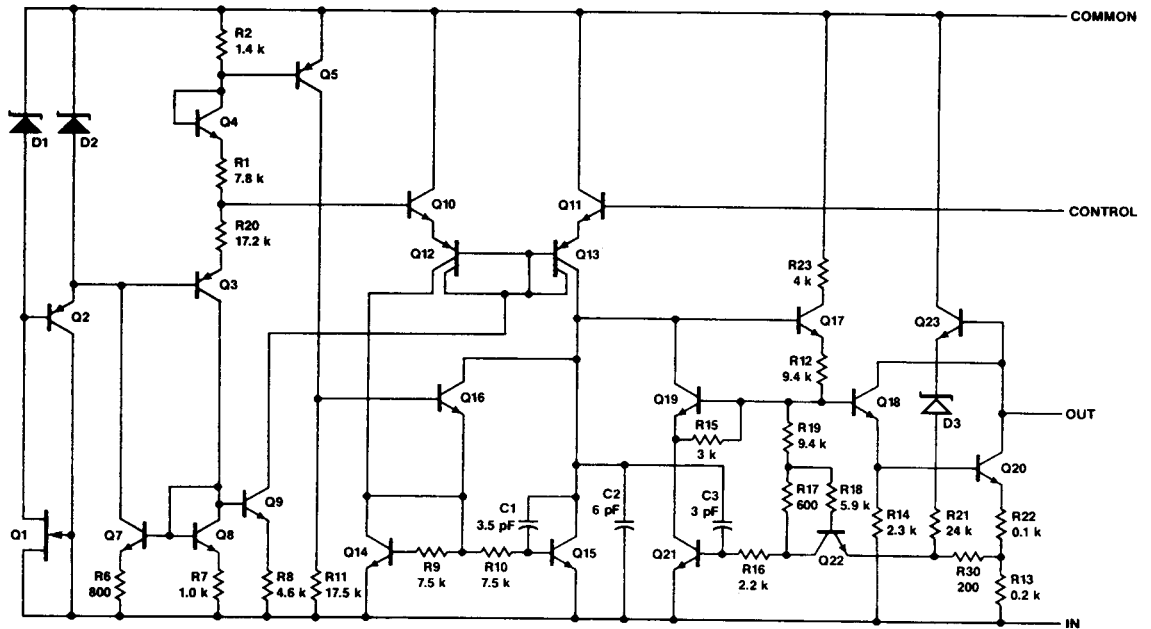 COMMON
R2
1.4 k
Q5
D1
D2
Q4
R1
7.8 k
Q10
Q11
CONTROL
R20
17.2 k
Q12
Q13
Q3
R23
4 k
Q2
Q17
Q23
R12
9.4 k
Q16
Q19
Q18
D3
OUT
R15
3 k
R19
9.4 k
Q20
Q9
C1
3.5 pF
C2
6 pF
C3
3 pF
R17
600
R18
5.9 k
R14
2.3 k
R21
24 k
R22
0.1 k
Q1
Q7
Q8
Q14
R9
7.5 k
R10
7.5 k
Q15
Q21
R16
2.2 k
Q22
R30
200
R13
0.2 k
R6
800
R7
1.0 k
R8
4.6 k
R11
17.5 k
IN